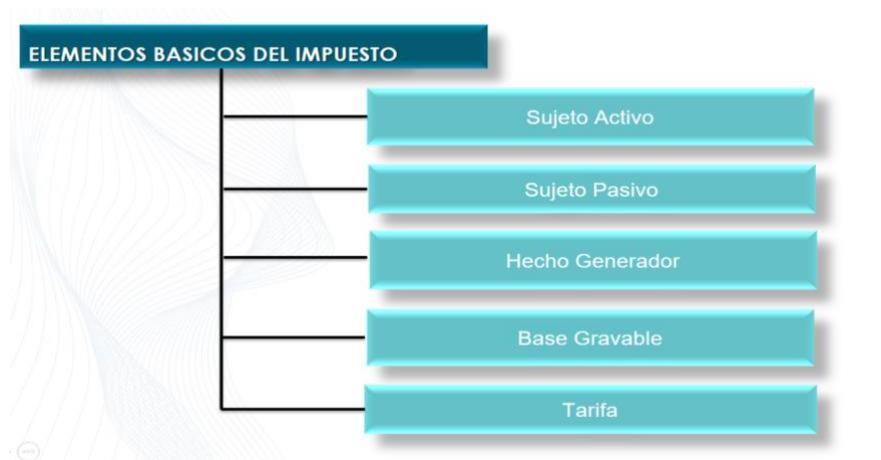 ELEMENTOS BASICOS DEL IMPUESTO
Sujeto Activo
Sujeto Pasivo
Hecho Generador
Base Gravable
Tarifa